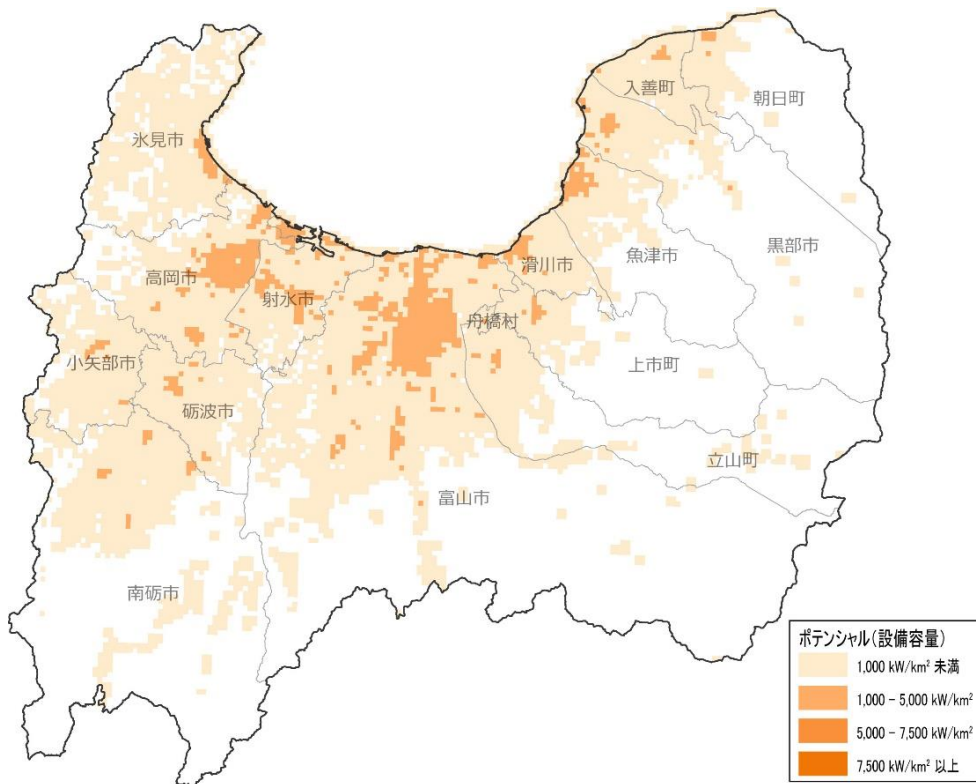 入善町
朝日町
氷見市
魚津市
黒部市
滑川市
高岡市
射水市
舟橋村
上市町
小矢部市
砺波市
立山町
富山市
南砺市
ポテンシャル(設備容量)
1,000 kW/km² 未満
1,000 - 5,000 kW/km²
5,000 - 7,500 kW/km²
7,500 kW/km² 以上